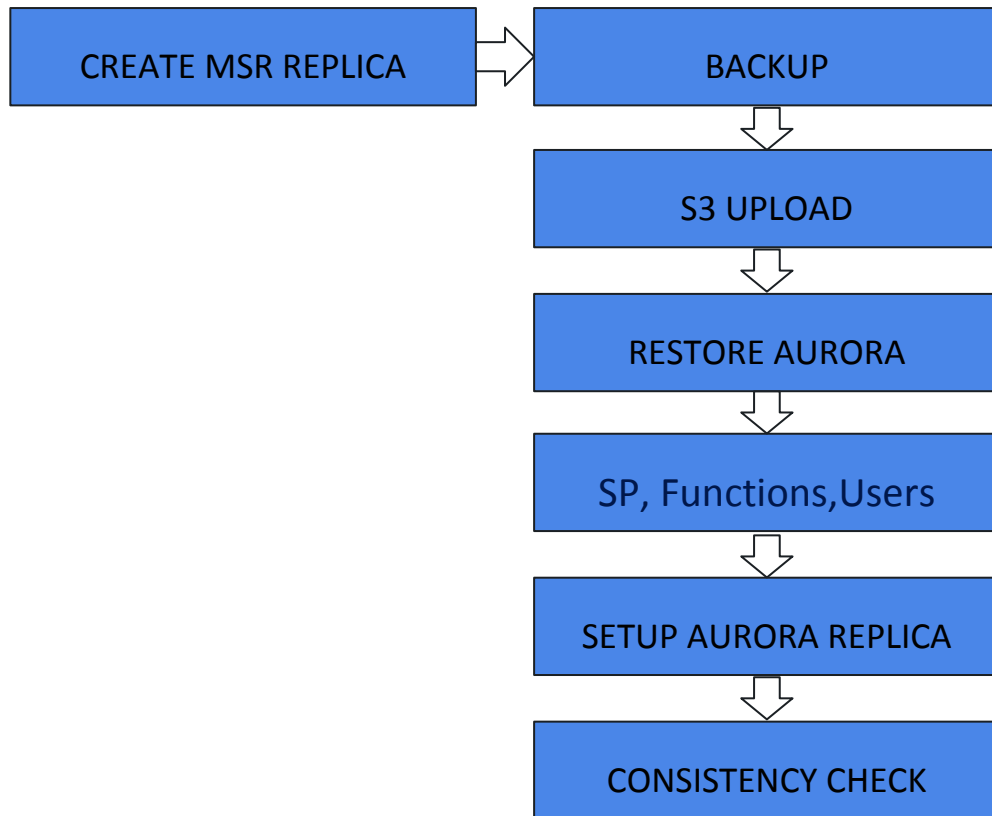 CREATE MSR REPLICA
BACKUP
S3 UPLOAD
RESTORE AURORA
SP, Functions,Users
SETUP AURORA REPLICA
CONSISTENCY CHECK